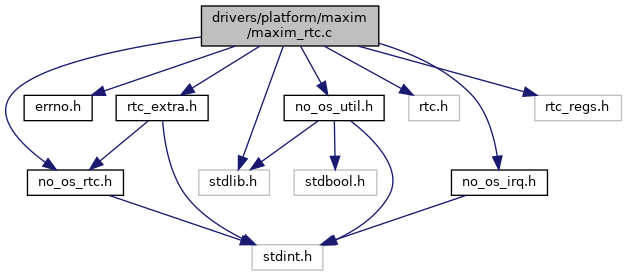 drivers/platform/maxim
/maxim_rtc.c
errno.h
rtc_extra.h
no_os_util.h
rtc.h
rtc_regs.h
no_os_rtc.h
stdlib.h
stdbool.h
no_os_irq.h
stdint.h